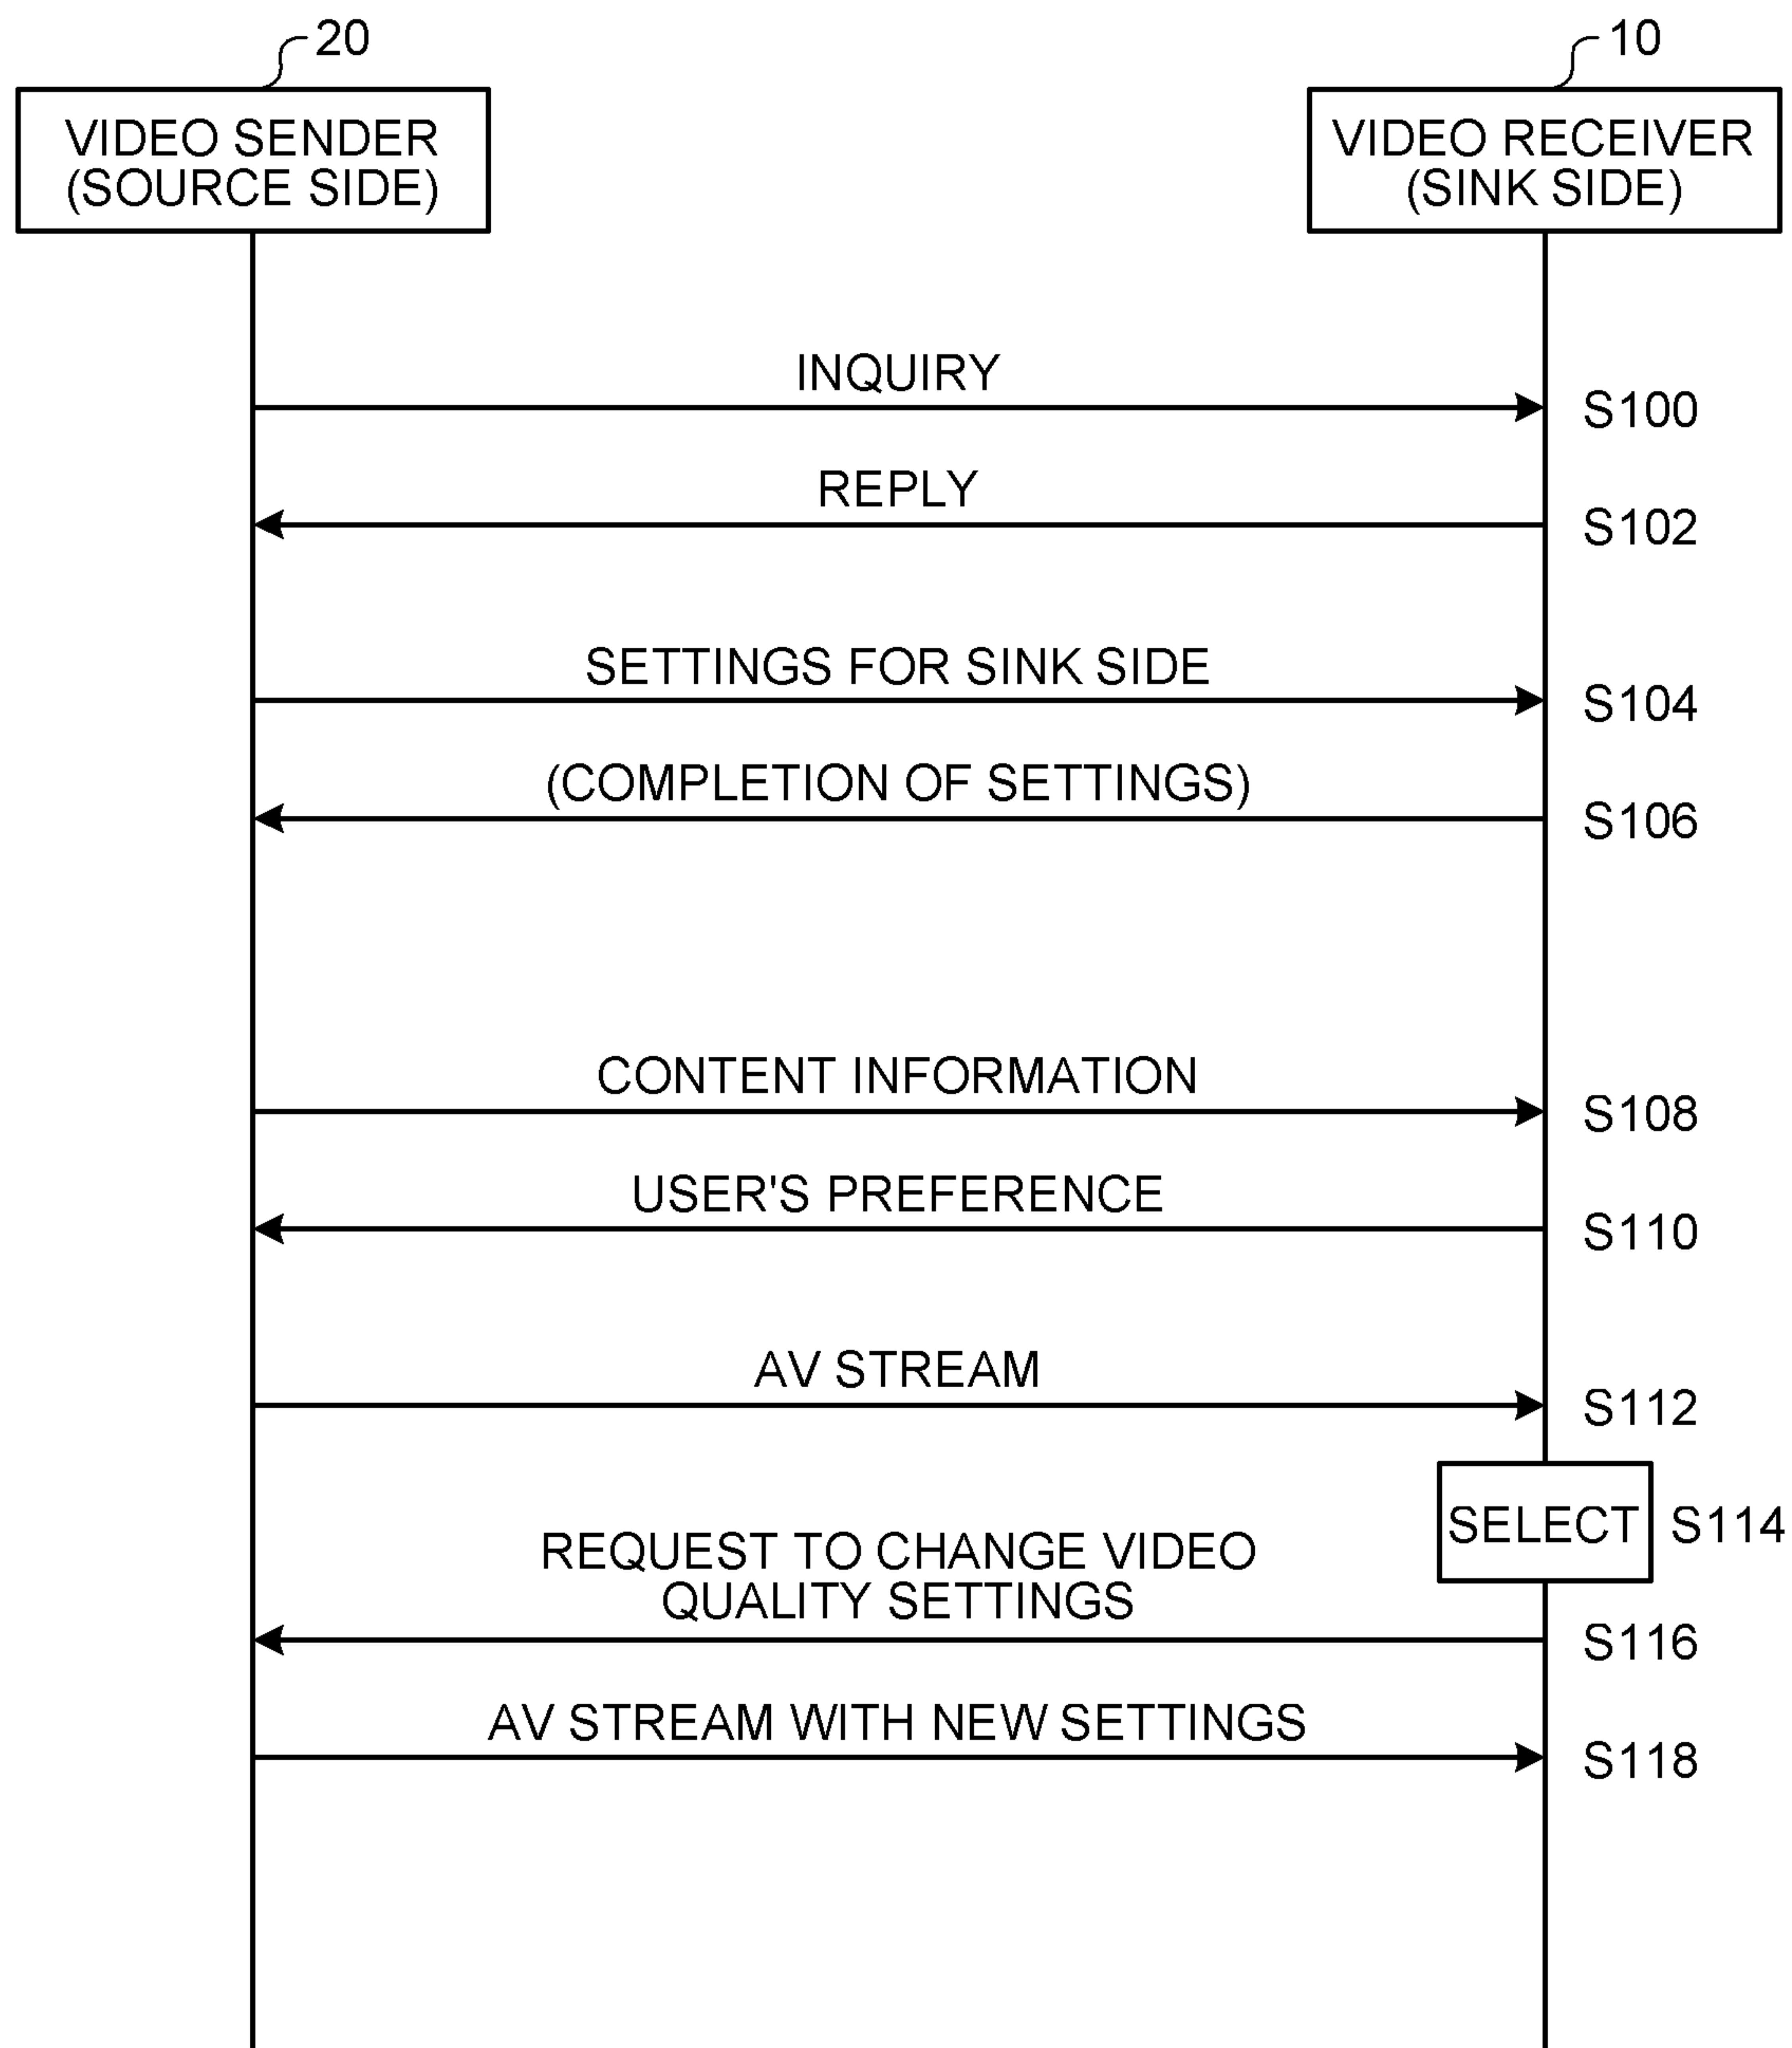 20
10
VIDEO SENDER
(SOURCE SIDE)
VIDEO RECEIVER
(SINK SIDE)
INQUIRY
S100
REPLY
S102
SETTINGS FOR SINK SIDE
S104
(COMPLETION OF SETTINGS)
S106
CONTENT INFORMATION
S108
USER'S PREFERENCE
S110
AV STREAM
S112
SELECT
S114
REQUEST TO CHANGE VIDEO
QUALITY SETTINGS
S116
AV STREAM WITH NEW SETTINGS
S118